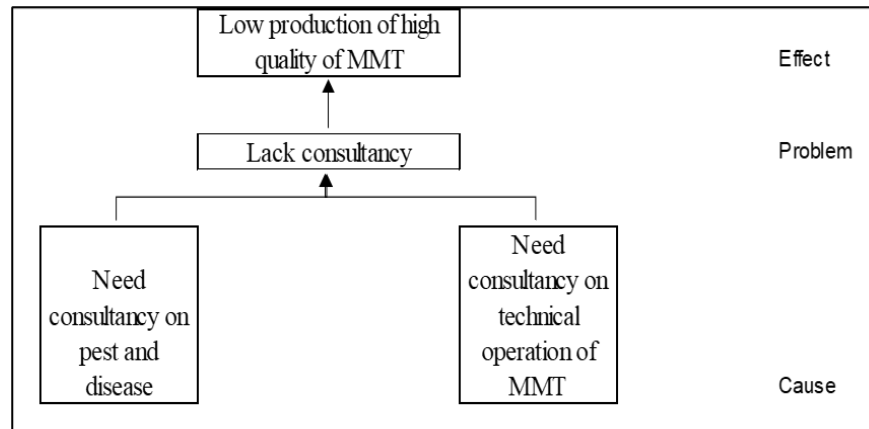 Low production of high
quality of MMT
Effect
Lack consultancy
Problem
Need
consultancy on
pest and
disease
Need
consultancy on
technical
operation of
MMT
Cause